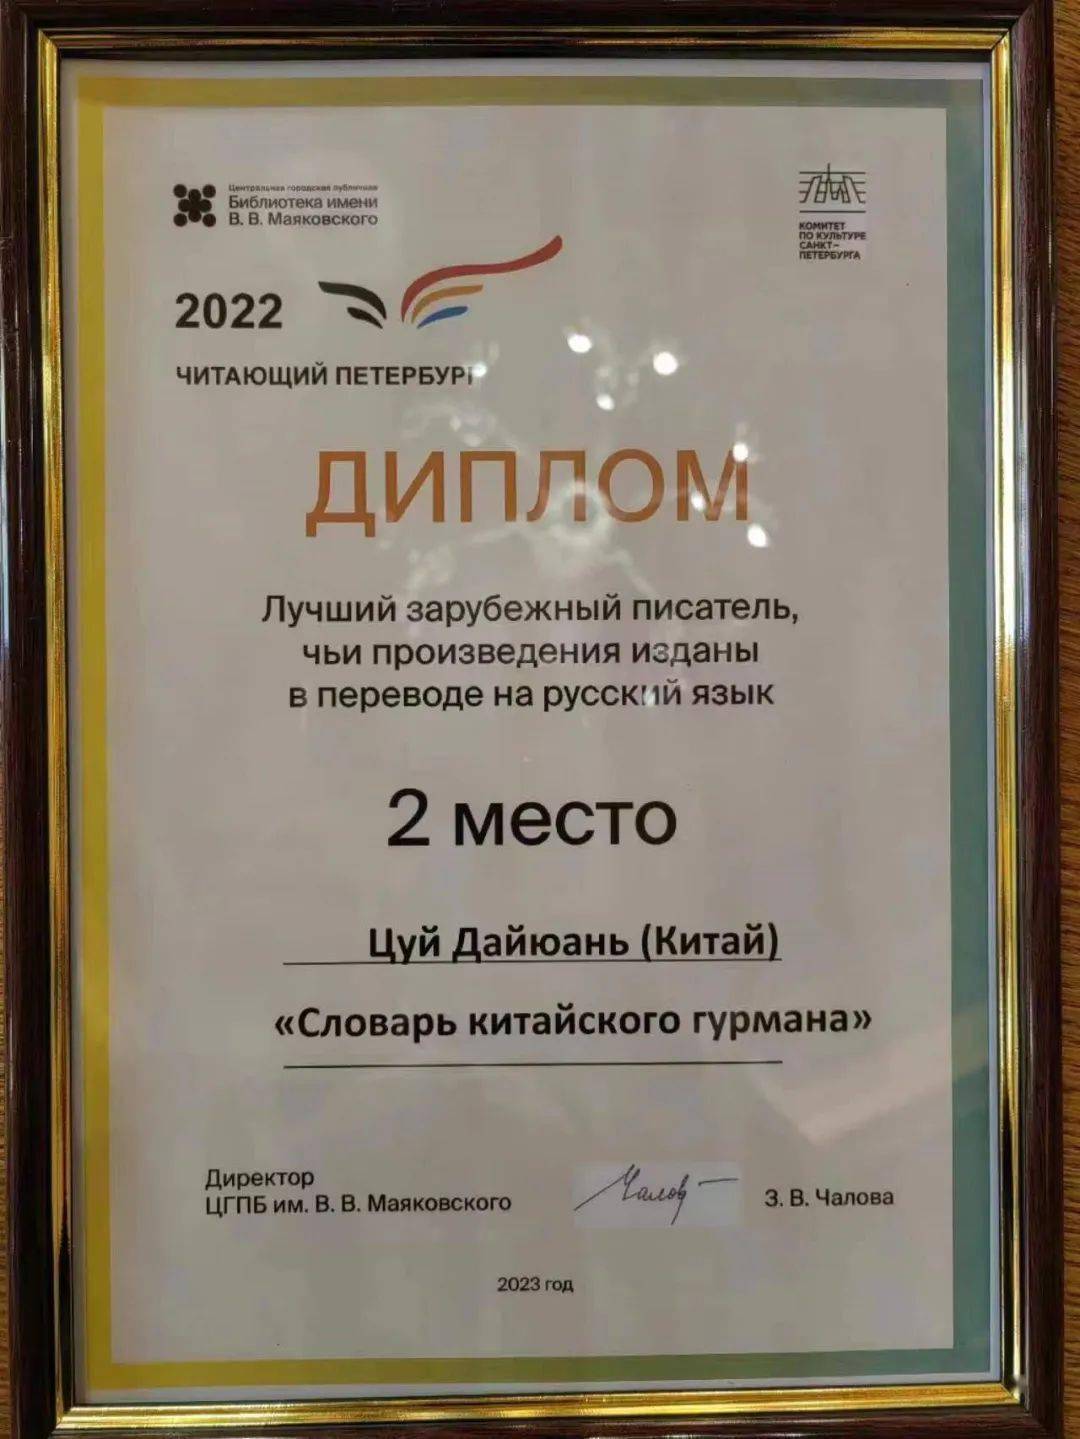 Центральная городская публичная
Библиотека имени
В. В. Маяковского
КОМИТЕТ
ПО КУЛЬТУРЕ
САНКТ-
ПЕТЕРБУРГА
2022
ЧИТАЮЩИЙ ПЕТЕРБУРГ
ДИПЛОМ
Лучший зарубежный писатель,
чьи произведения изданы
в переводе на русский язык
2 место
Цуй Дайюань (Китай)
«Словарь китайского гурмана»
Директор
ЦГПБ им. В. В. Маяковского
Чалов
З. В. Чалова
2023 год